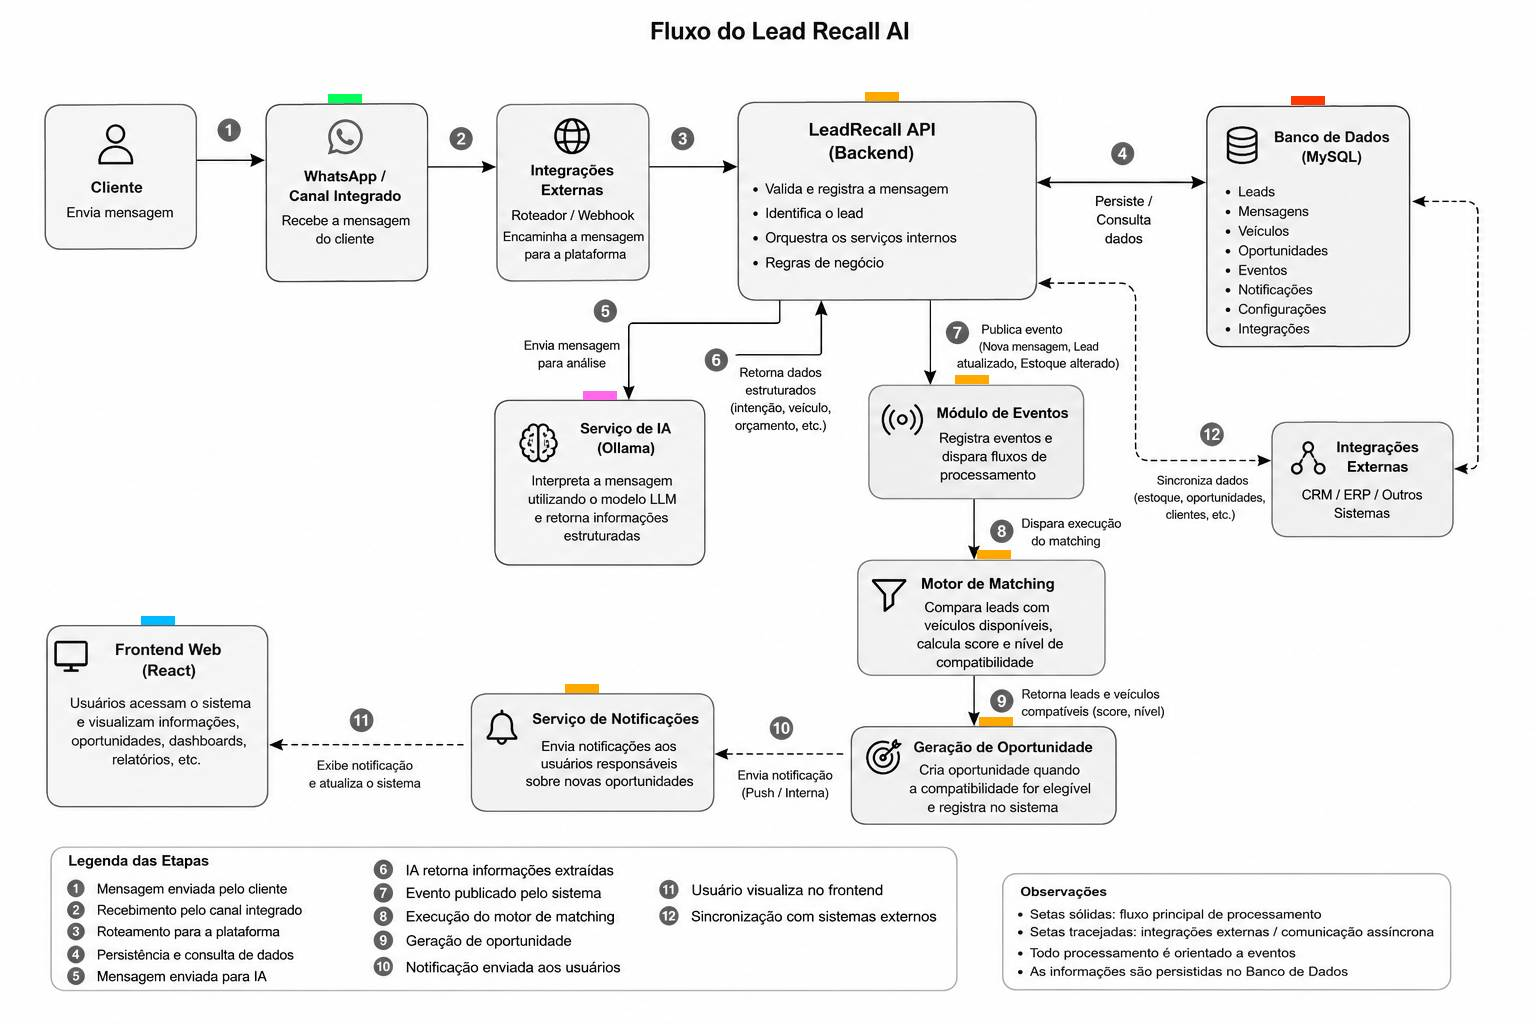 Fluxo do Lead Recall AI
Cliente
Envia mensagem
1
WhatsApp /
Canal Integrado
Recebe a mensagem
do cliente
2
Integrações
Externas
Roteador / Webhook
Encaminha a mensagem
para a plataforma
3
LeadRecall API
(Backend)
• Valida e registra a mensagem
• Identifica o lead
• Orquestra os serviços internos
• Regras de negócio
4
Persiste /
Consulta
dados
Banco de Dados
(MySQL)
• Leads
• Mensagens
• Veículos
• Oportunidades
• Eventos
• Notificações
• Configurações
• Integrações
5
Envia mensagem
para análise
6
Retorna dados
estruturados
(intenção, veículo,
orçamento, etc.)
7
Publica evento
(Nova mensagem, Lead
atualizado, Estoque alterado)
Serviço de IA
(Ollama)
Interpreta a mensagem
utilizando o modelo LLM
e retorna informações
estruturadas
Módulo de Eventos
Registra eventos e
dispara fluxos de
processamento
12
Sincroniza dados
(estoque, oportunidades,
clientes, etc.)
Integrações
Externas
CRM / ERP / Outros
Sistemas
8
Dispara execução
do matching
Motor de Matching
Compara leads com
veículos disponíveis,
calcula score e nível de
compatibilidade
9
Retorna leads e veículos
compatíveis (score, nível)
Geração de Oportunidade
Cria oportunidade quando
a compatibilidade for elegível
e registra no sistema
10
Envia notificação
(Push / Interna)
Serviço de Notificações
Envia notificações aos
usuários responsáveis
sobre novas oportunidades
11
Exibe notificação
e atualiza o sistema
Frontend Web
(React)
Usuários acessam o sistema
e visualizam informações,
oportunidades, dashboards,
relatórios, etc.
Legenda das Etapas
1 Mensagem enviada pelo cliente
2 Recebimento pelo canal integrado
3 Roteamento para a plataforma
4 Persistência e consulta de dados
5 Mensagem enviada para IA
6 IA retorna informações extraídas
7 Evento publicado pelo sistema
8 Execução do motor de matching
9 Geração de oportunidade
10 Notificação enviada aos usuários
11 Usuário visualiza no frontend
12 Sincronização com sistemas externos
Observações
• Setas sólidas: fluxo principal de processamento
• Setas tracejadas: integrações externas / comunicação assíncrona
• Todo processamento é orientado a eventos
• As informações são persistidas no Banco de Dados